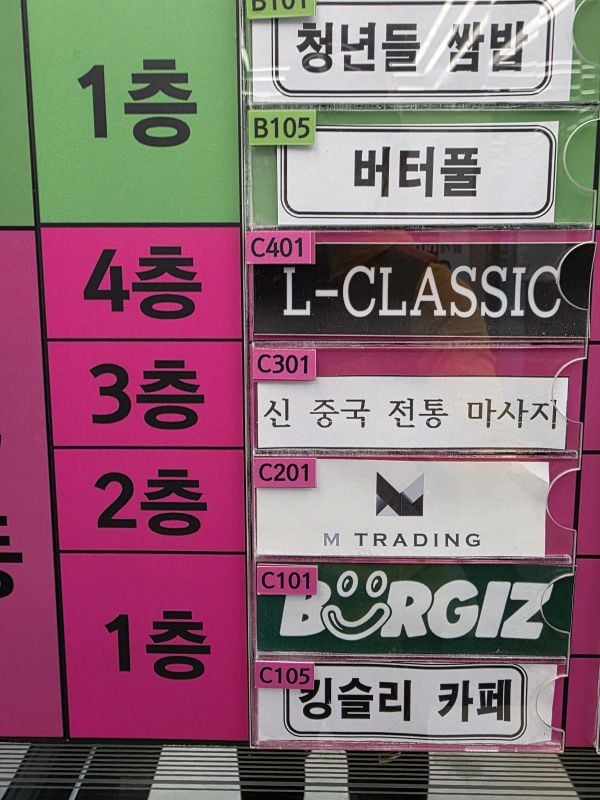 B101
청년들 쌈밥
1층
B105
버터풀
4층
C401
L-CLASSIC
3층
C301
신 중국 전통 마사지
2층
C201
M TRADING
1층
C101
BURGIZ
C105
킹슬리 카페